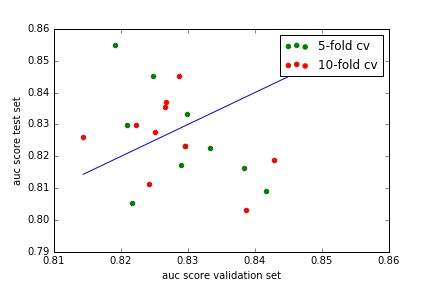 0.86
0.85
0.84
0.83
0.82
0.81
0.80
0.79
auc score test set
5-fold cv
10-fold cv
0.81 0.82 0.83 0.84 0.85 0.86
auc score validation set